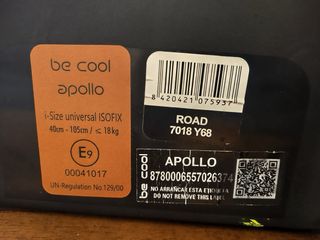 be cool
apollo
i-Size universal ISOFIX
40cm - 105cm / ≤ 18kg
E9
00041017
UN-Regulation No.129/00
8 420421 075937
ROAD
7018 Y68
be cool
APOLLO
8780006557026374
NO ARRANCAR ESTA ETIQUETA
DO NOT REMOVE THIS LABEL